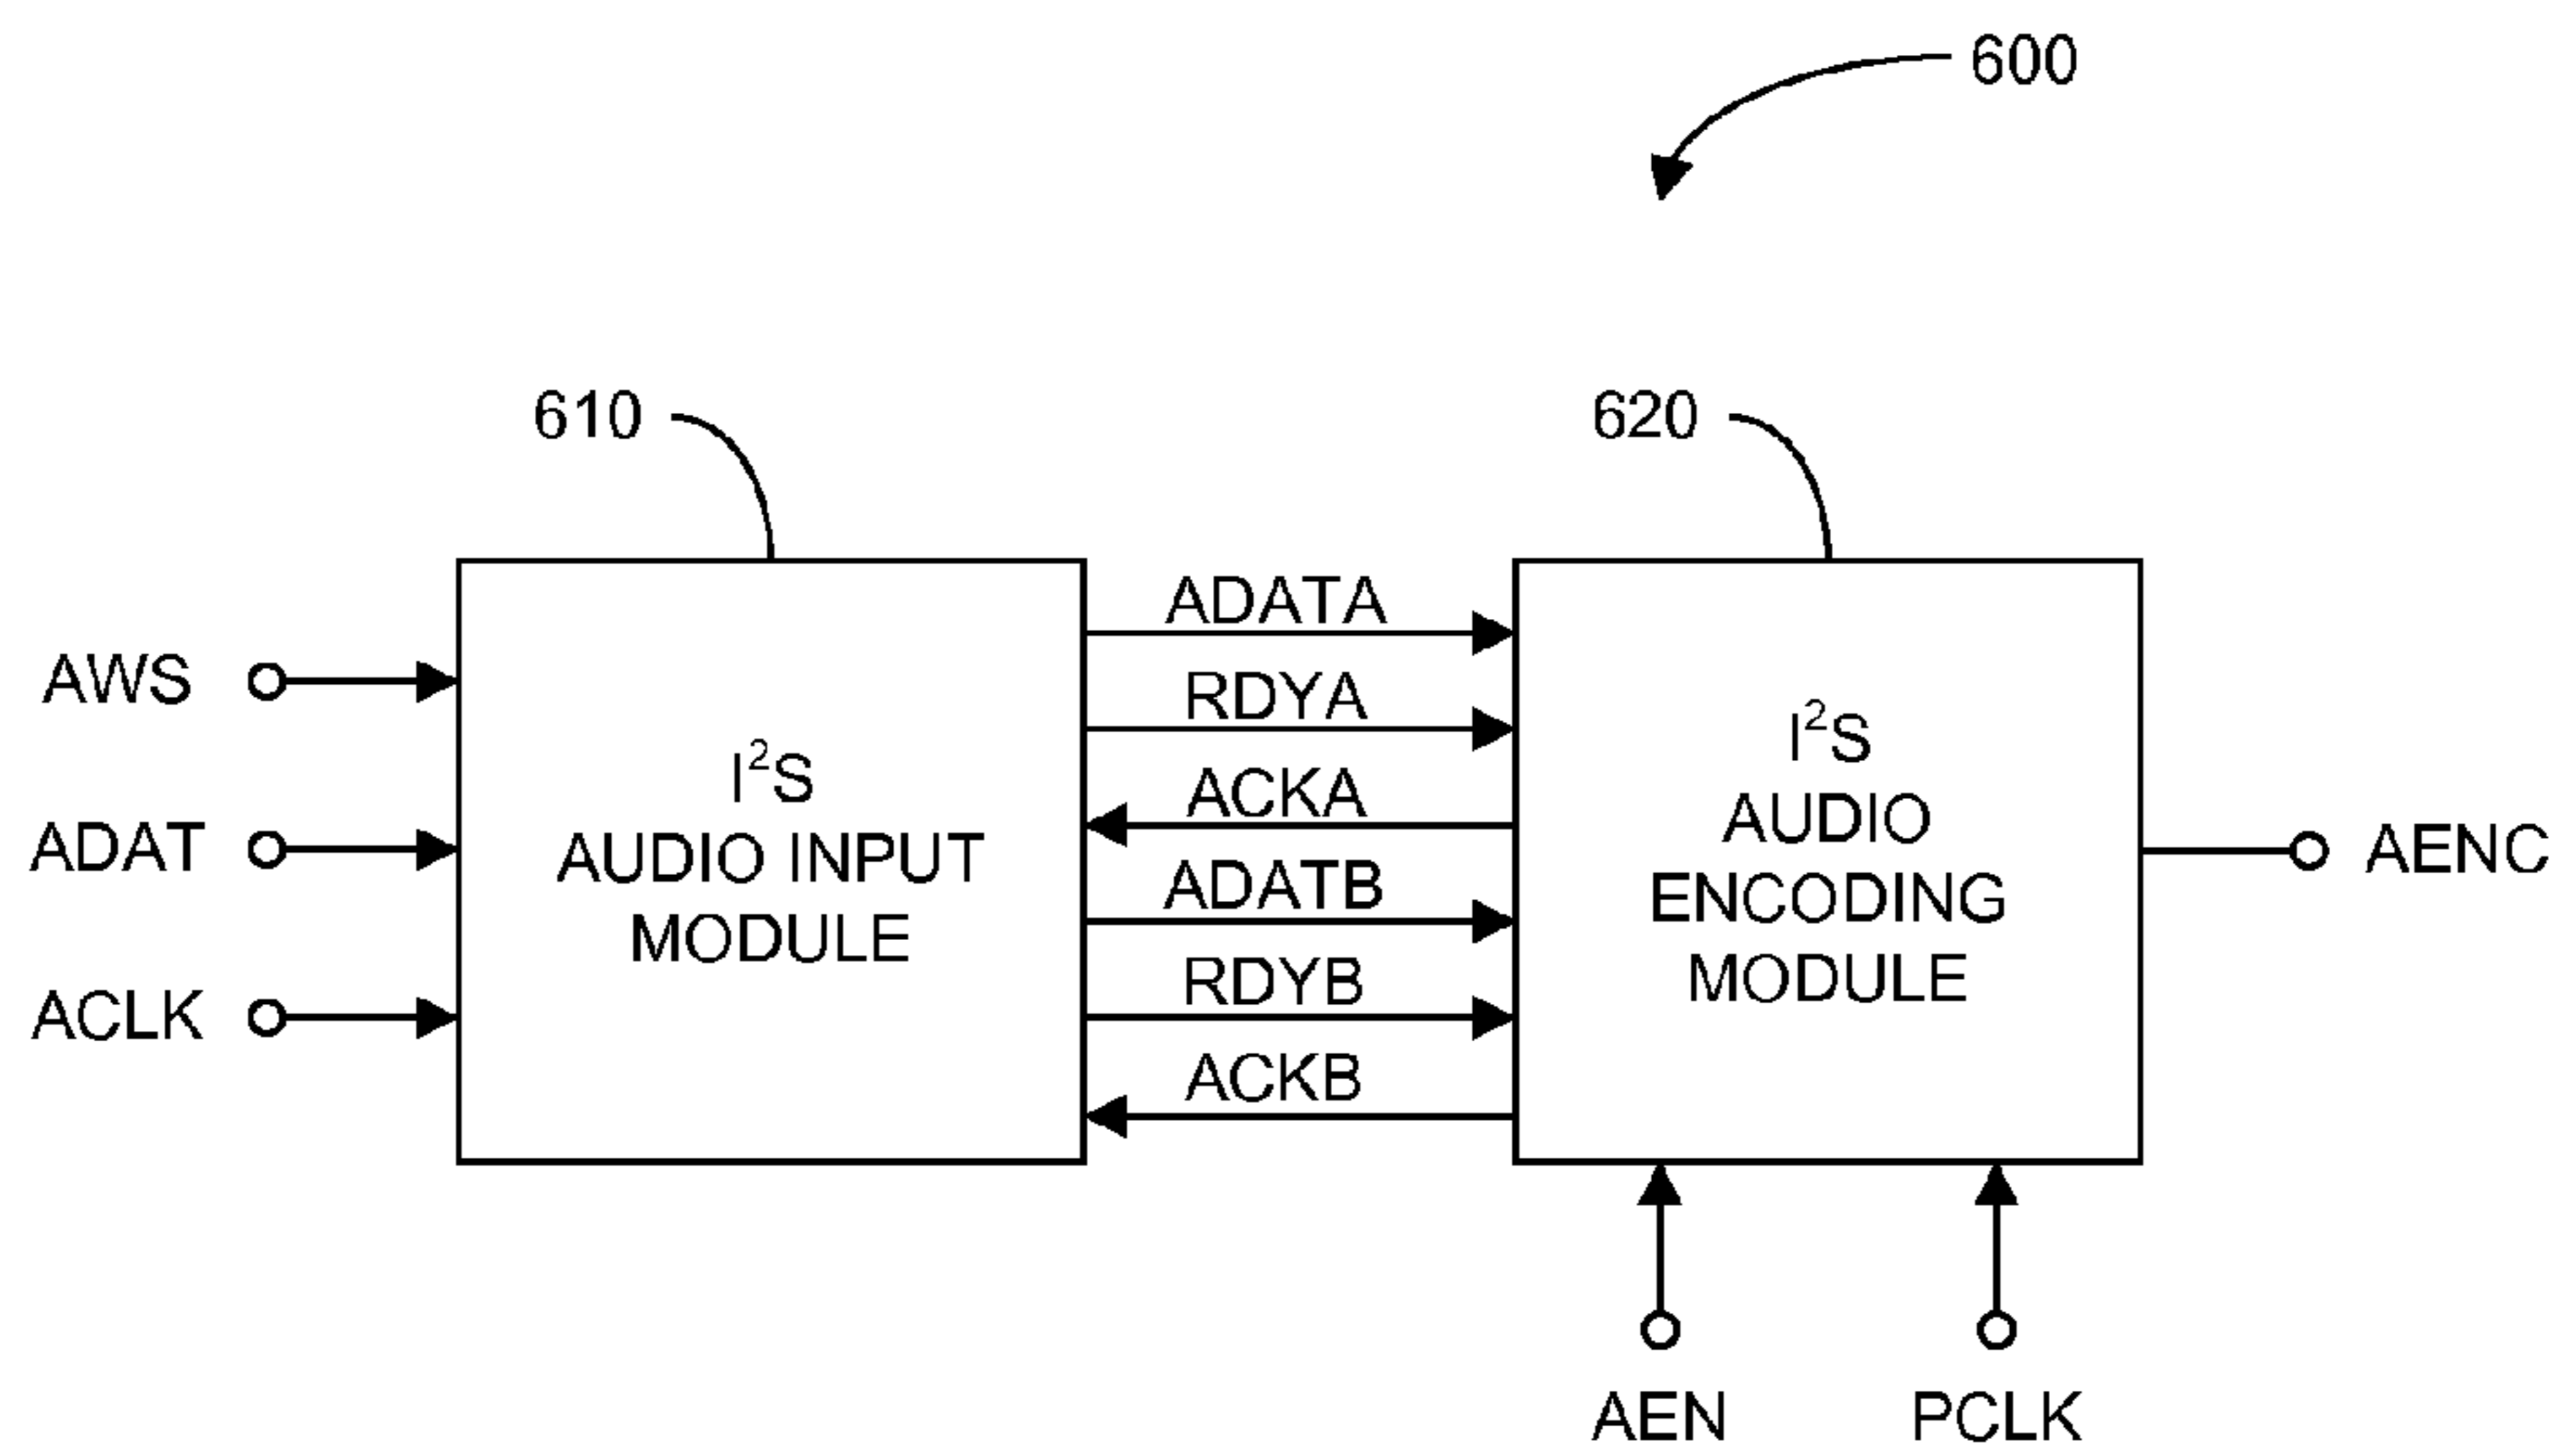 600
610
620
ADATA
RDYA
ACKA
ADATB
RDYB
ACKB
AWS
ADAT
ACLK
I²S
AUDIO INPUT
MODULE
I²S
AUDIO
ENCODING
MODULE
AENC
AEN
PCLK